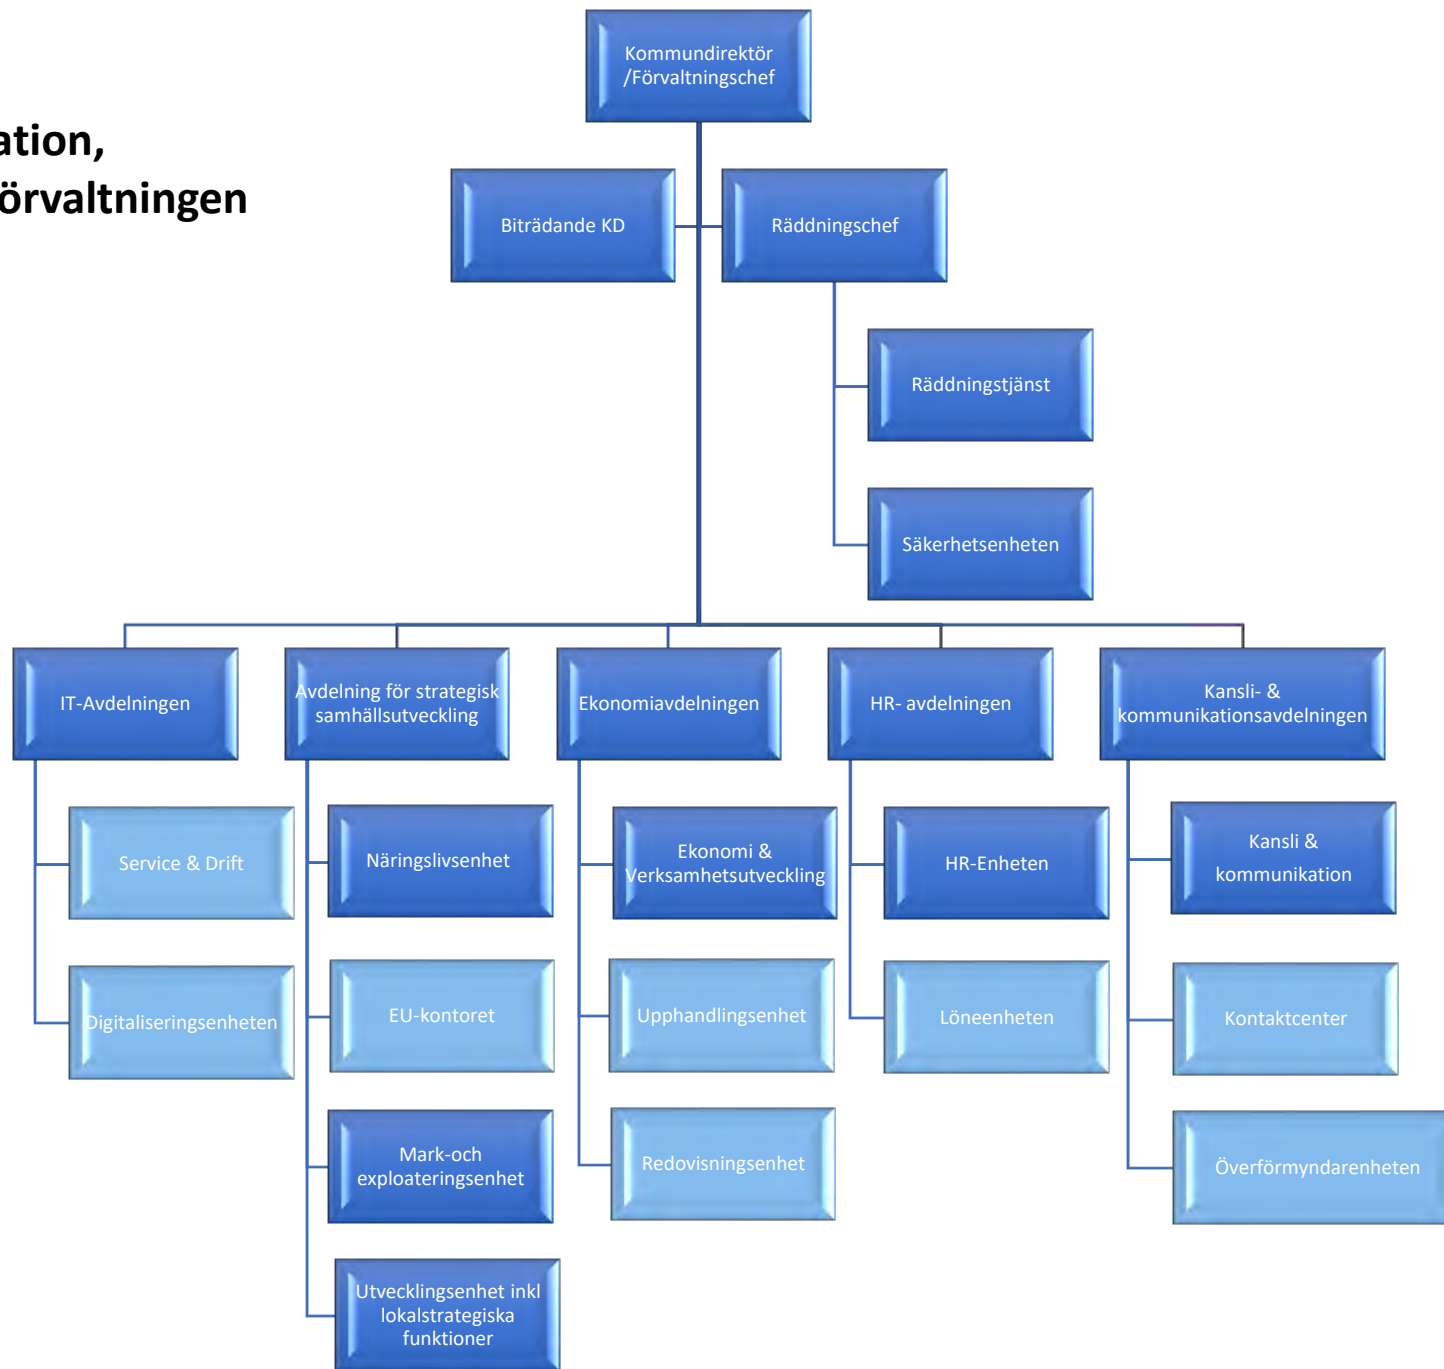 Kommundirektör
/Förvaltningschef
ation,
örvaltningen
Biträdande KD
Räddningschef
Räddningstjänst
Säkerhetsenheten
IT-Avdelningen
Avdelning för strategisk
samhällsutveckling
Ekonomiavdelningen
HR- avdelningen
Kansli- &
kommunikationsavdelningen
Service & Drift
Näringslivsenhet
Ekonomi &
Verksamhetsutveckling
HR-Enheten
Kansli &
kommunikation
Digitaliseringsenheten
EU-kontoret
Upphandlingsenhet
Löneenheten
Kontaktcenter
Mark-och
exploateringsenhet
Redovisningsenhet
Överförmyndarenheten
Utvecklingsenhet inkl
lokalstrategiska
funktioner